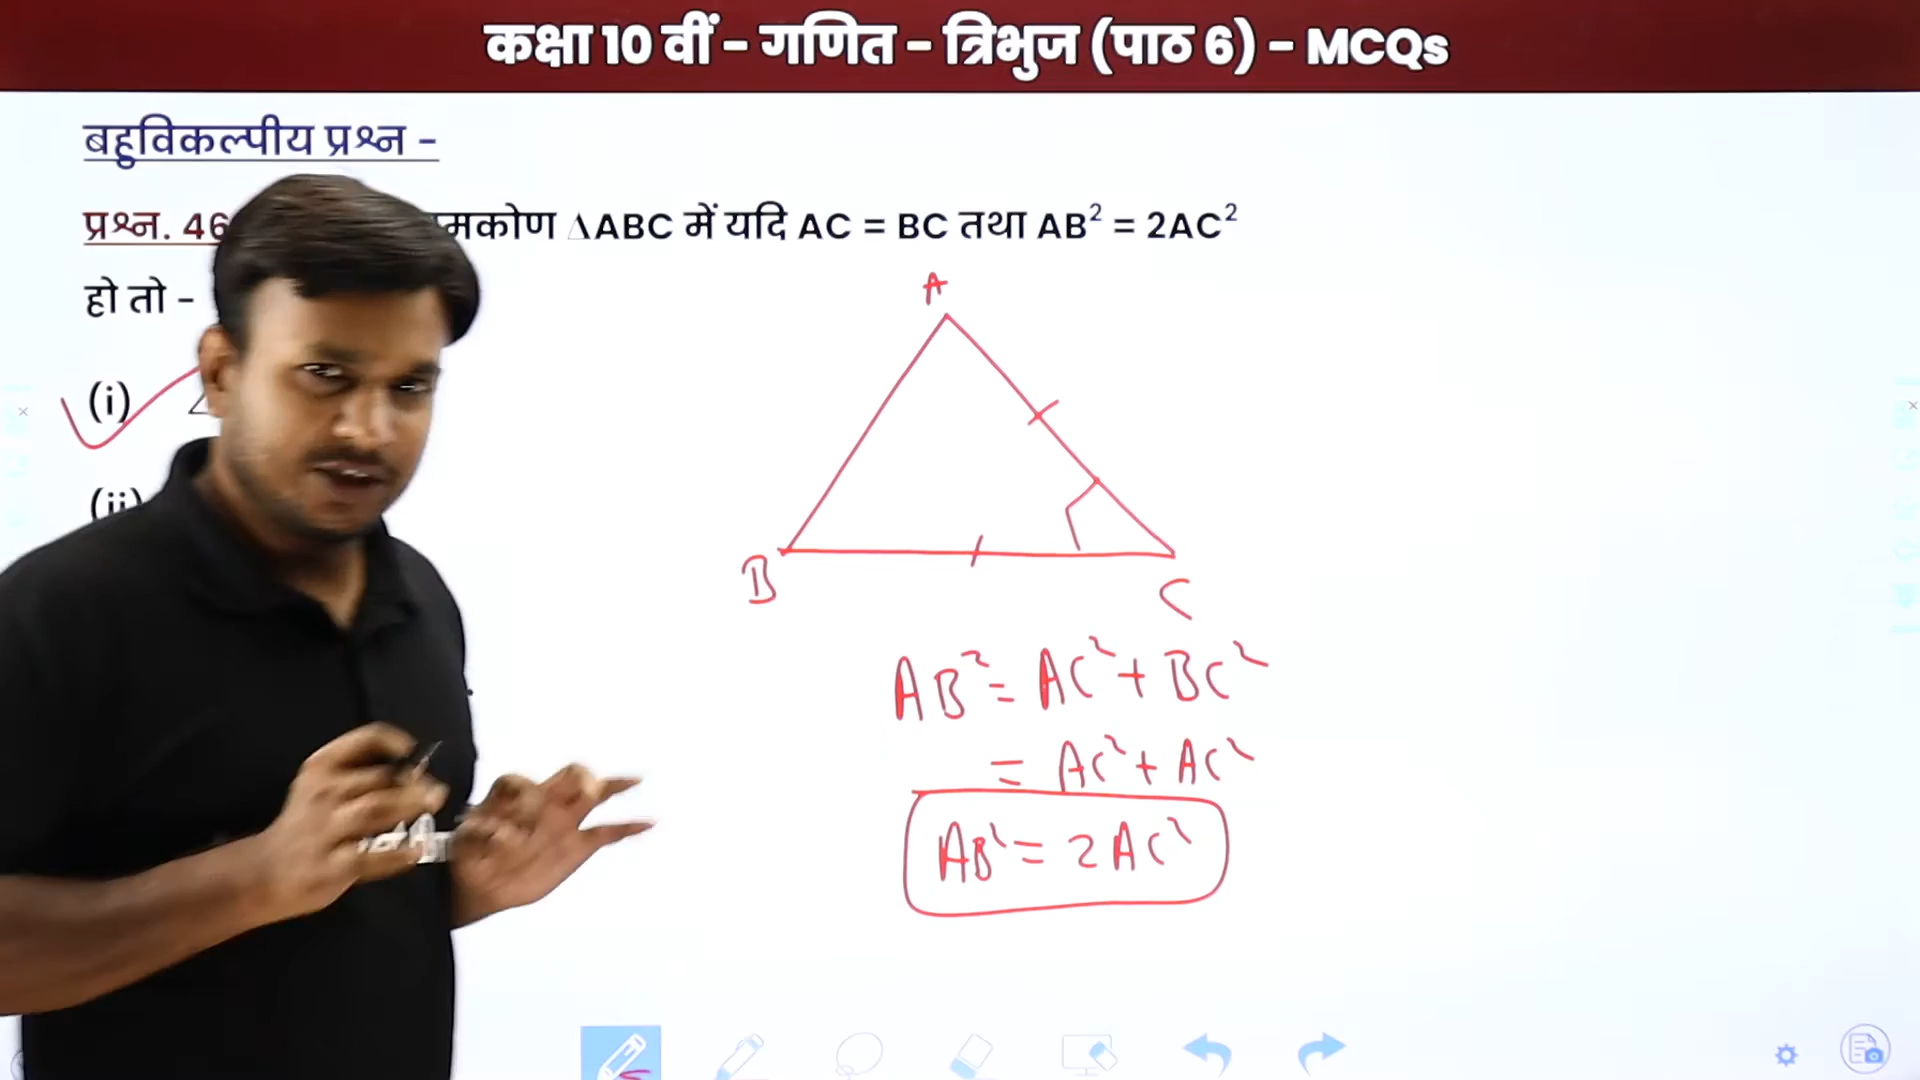 कक्षा 10 वीं – गणित – त्रिभुज (पाठ 6) – MCQs
बहुविकल्पीय प्रश्न –
प्रश्न. 46 ΔABC में यदि AC = BC तथा AB² = 2AC²
हो तो –
(i)
(ii)
A
B
C
AB² = AC² + BC²
= AC² + AC²
AB² = 2AC²